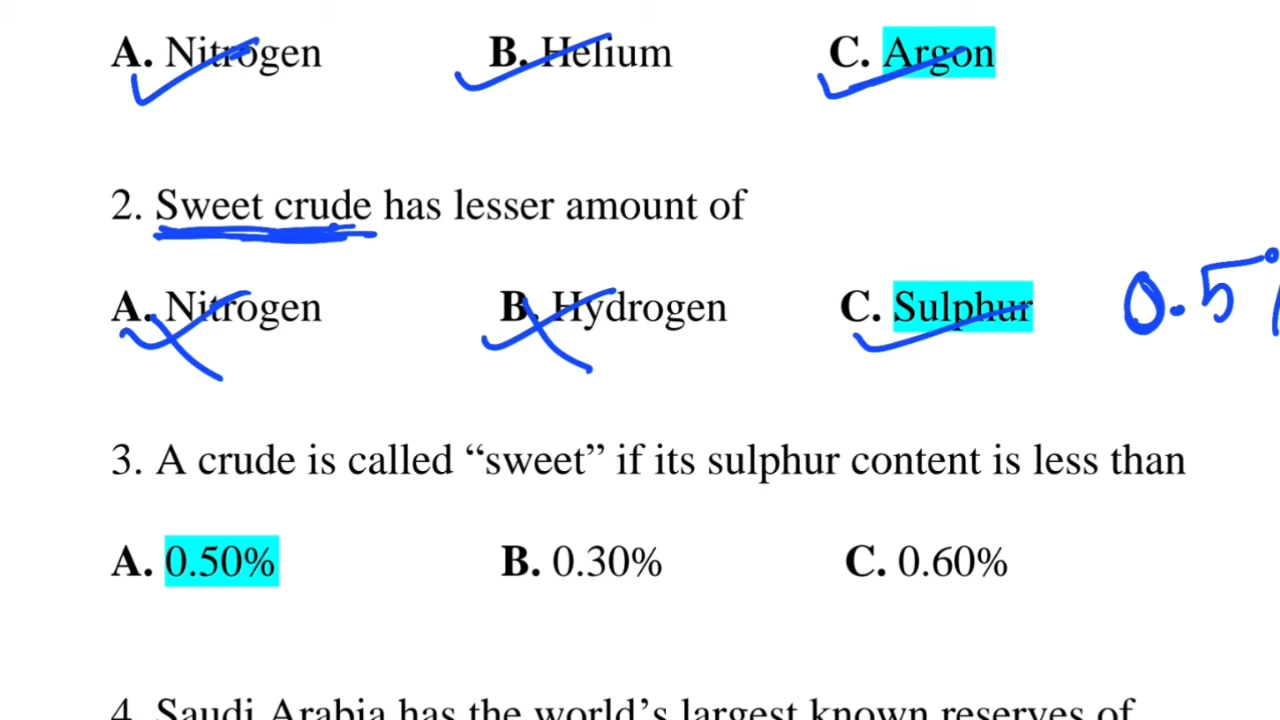 A. Nitrogen B. Helium C. Argon
2. Sweet crude has lesser amount of
A. Nitrogen B. Hydrogen C. Sulphur 0.5%
3. A crude is called “sweet” if its sulphur content is less than
A. 0.50% B. 0.30% C. 0.60%
4. Saudi Arabia has the world’s largest known reserves of